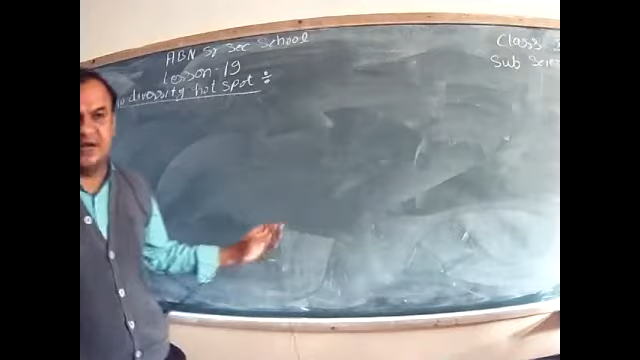 ABN Sr Sec School
Lesson - 19
diversity hot spot ÷
Class
Sub Scien